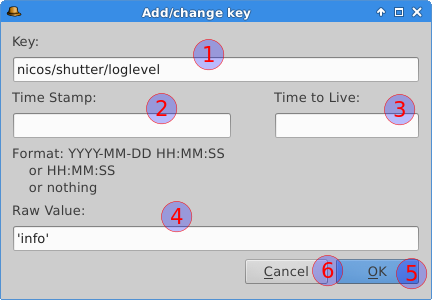 Add/change key
Key:
1
nicos/shutter/loglevel
Time Stamp:
2
Time to Live:
3
Format: YYYY-MM-DD HH:MM:SS
or HH:MM:SS
or nothing
Raw Value:
4
'info'
Cancel
6
OK
5